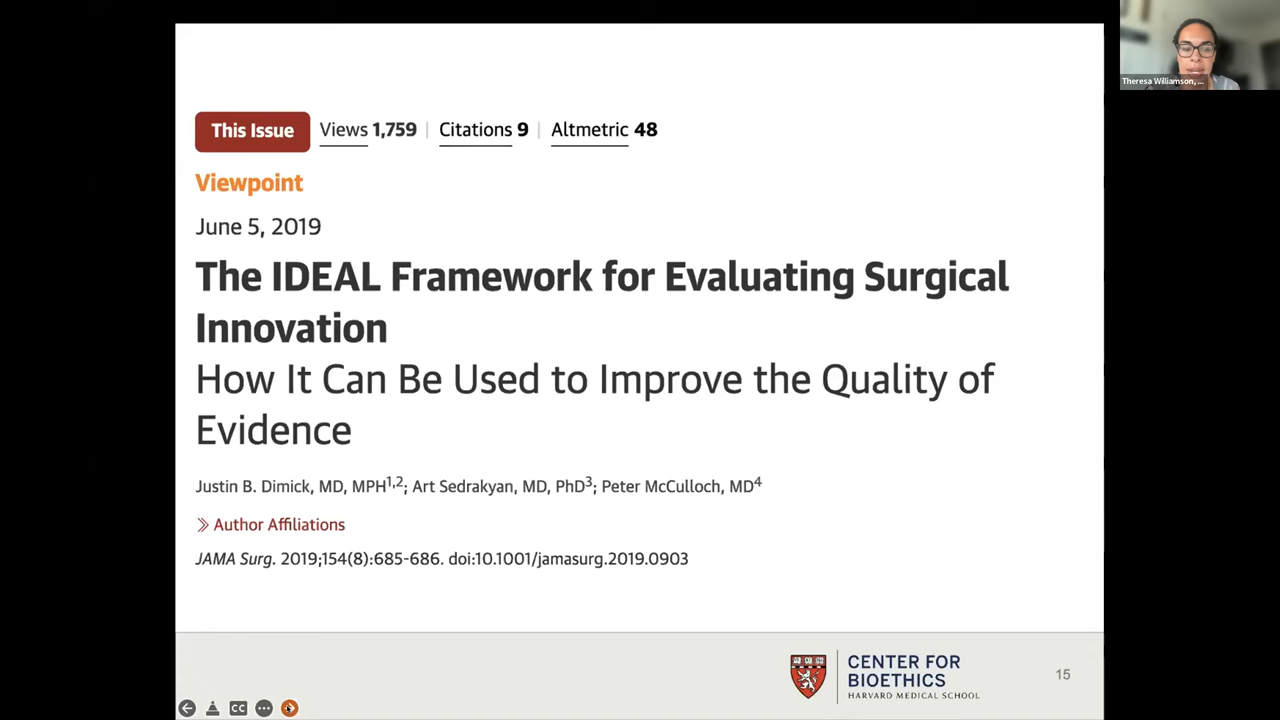 This Issue Views 1,759 | Citations 9 | Altmetric 48
Viewpoint
June 5, 2019
The IDEAL Framework for Evaluating Surgical
Innovation
How It Can Be Used to Improve the Quality of
Evidence
Justin B. Dimick, MD, MPH1,2; Art Sedrakyan, MD, PhD3; Peter McCulloch, MD4
Author Affiliations
JAMA Surg. 2019;154(8):685-686. doi:10.1001/jamasurg.2019.0903
CENTER FOR
BIOETHICS
HARVARD MEDICAL SCHOOL
15
CC
Theresa Williamson, ...